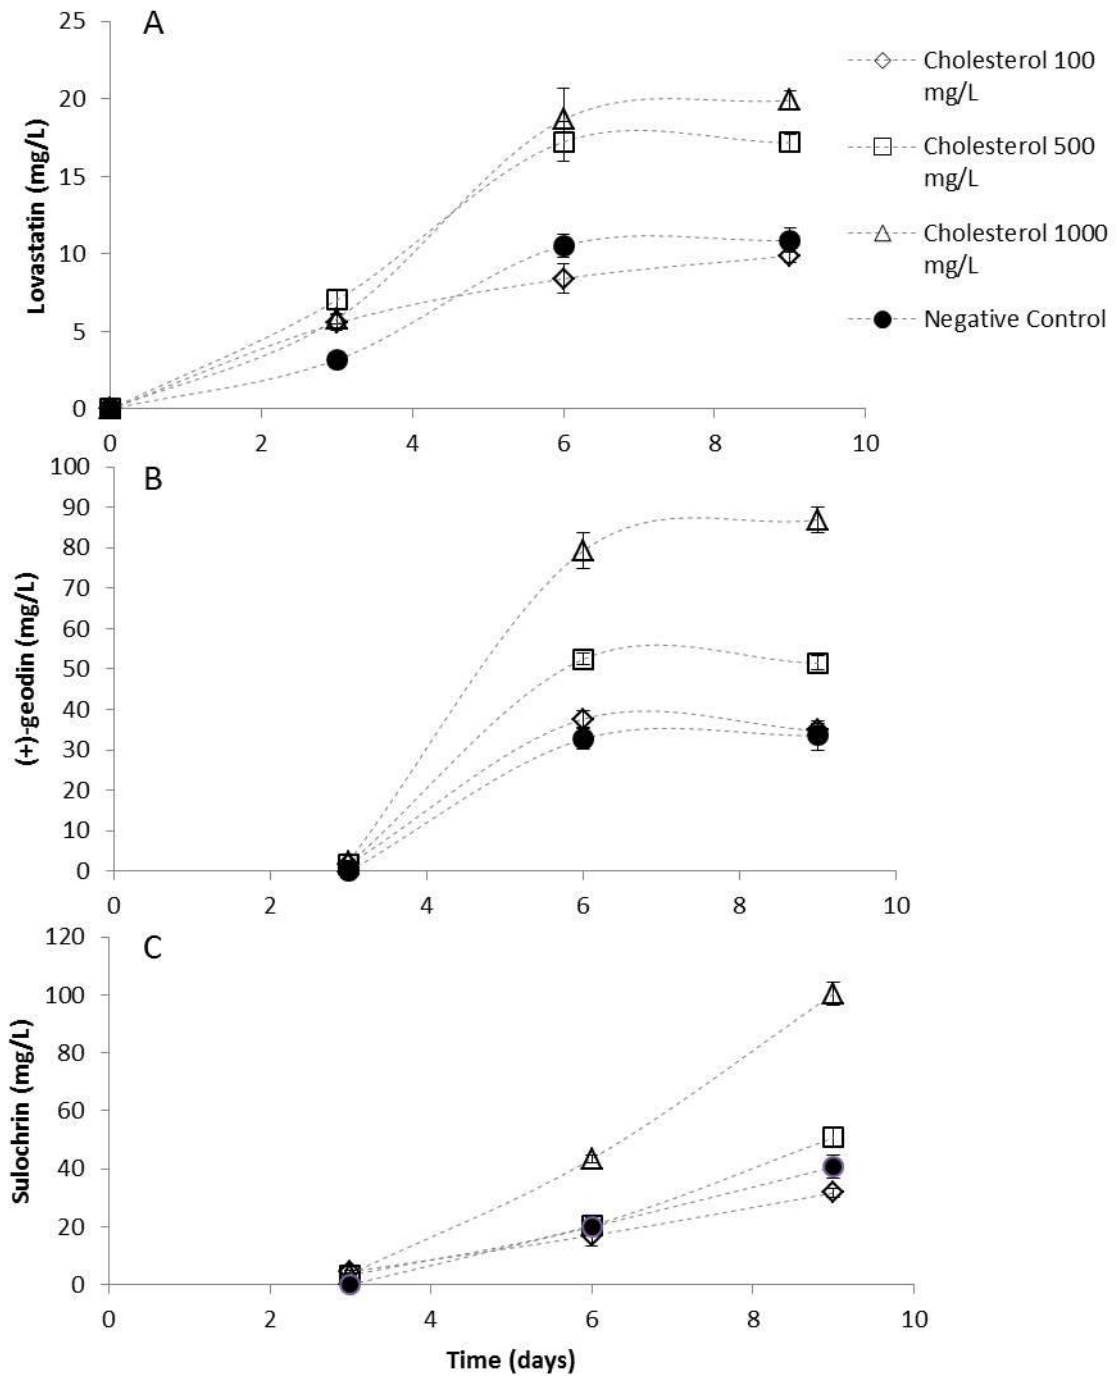 A
25
20
15
10
5
0
Lovastatin (mg/L)
0 2 4 6 8 10
Cholesterol 100
mg/L
Cholesterol 500
mg/L
Cholesterol 1000
mg/L
Negative Control
B
100
90
80
70
60
50
40
30
20
10
0
(+)-geodin (mg/L)
0 2 4 6 8 10
C
120
100
80
60
40
20
0
Sulochrin (mg/L)
0 2 4 6 8 10
Time (days)